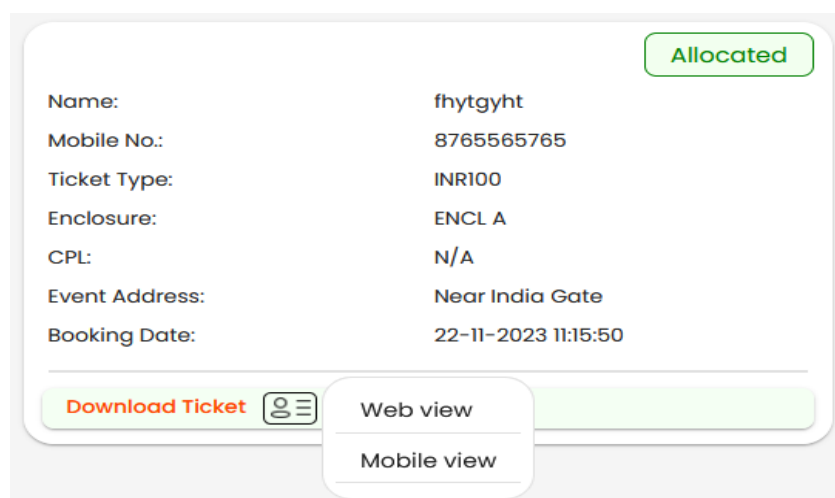 Allocated
Name: fhytgyht
Mobile No.: 8765565765
Ticket Type: INR100
Enclosure: ENCL A
CPL: N/A
Event Address: Near India Gate
Booking Date: 22-11-2023 11:15:50
Download Ticket
Web view
Mobile view